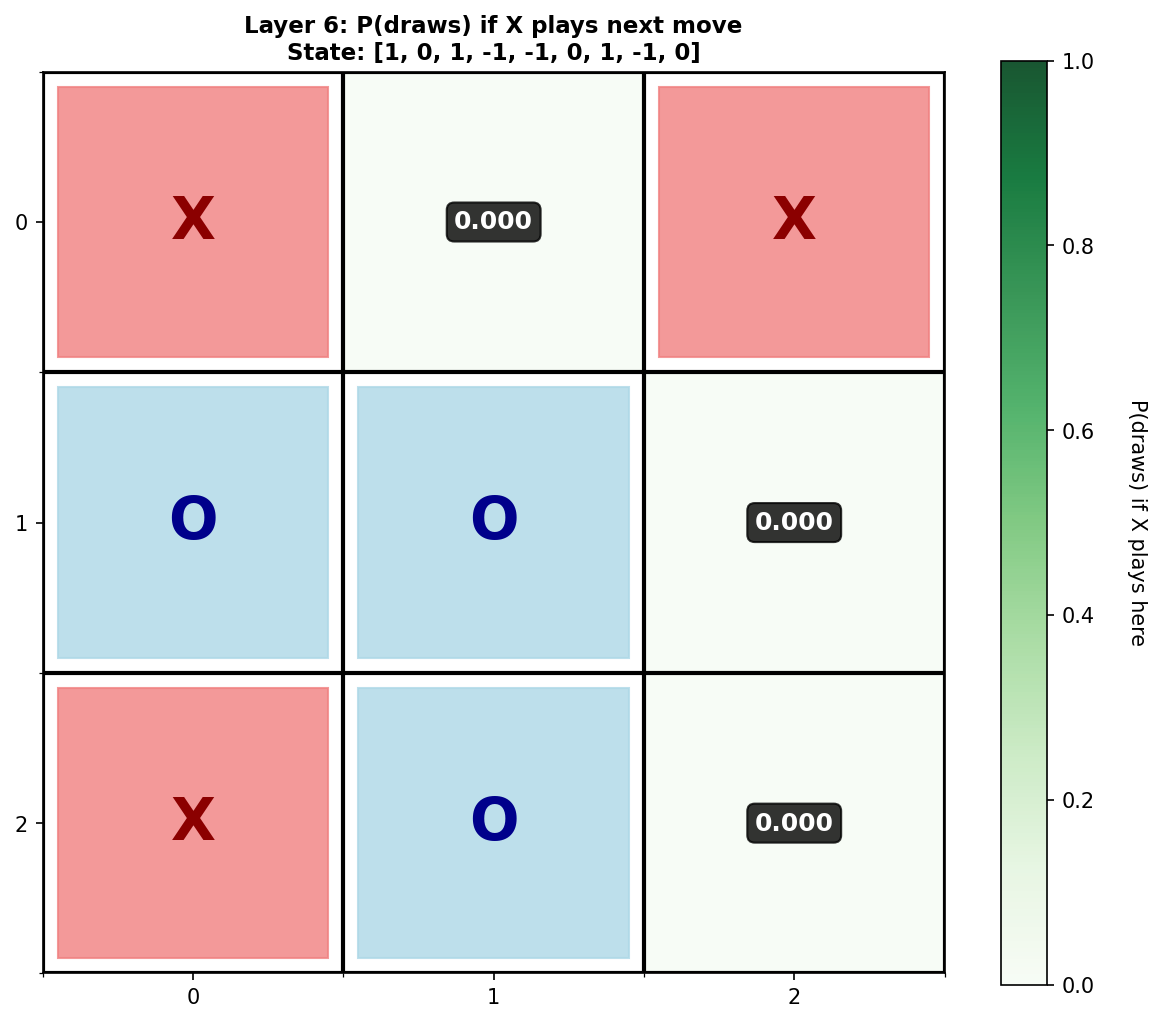 Layer 6: P(draws) if X plays next move
State: [1, 0, 1, -1, -1, 0, 1, -1, 0]
X
0.000
X
O
O
0.000
X
O
0.000
0
1
2
0
1
2
1.0
0.8
0.6
0.4
0.2
0.0
P(draws) if X plays here